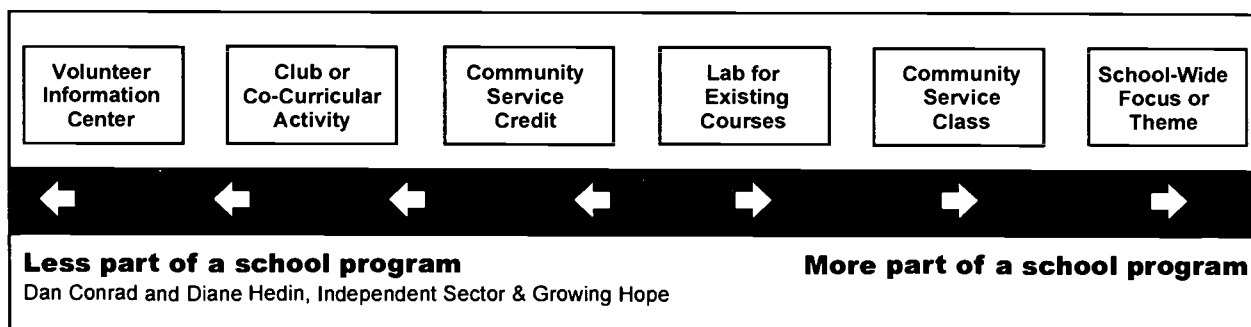 Volunteer
Information
Center
Club or
Co-Curricular
Activity
Community
Service
Credit
Lab for
Existing
Courses
Community
Service
Class
School-Wide
Focus or
Theme
Less part of a school program
More part of a school program
Dan Conrad and Diane Hedin, Independent Sector & Growing Hope